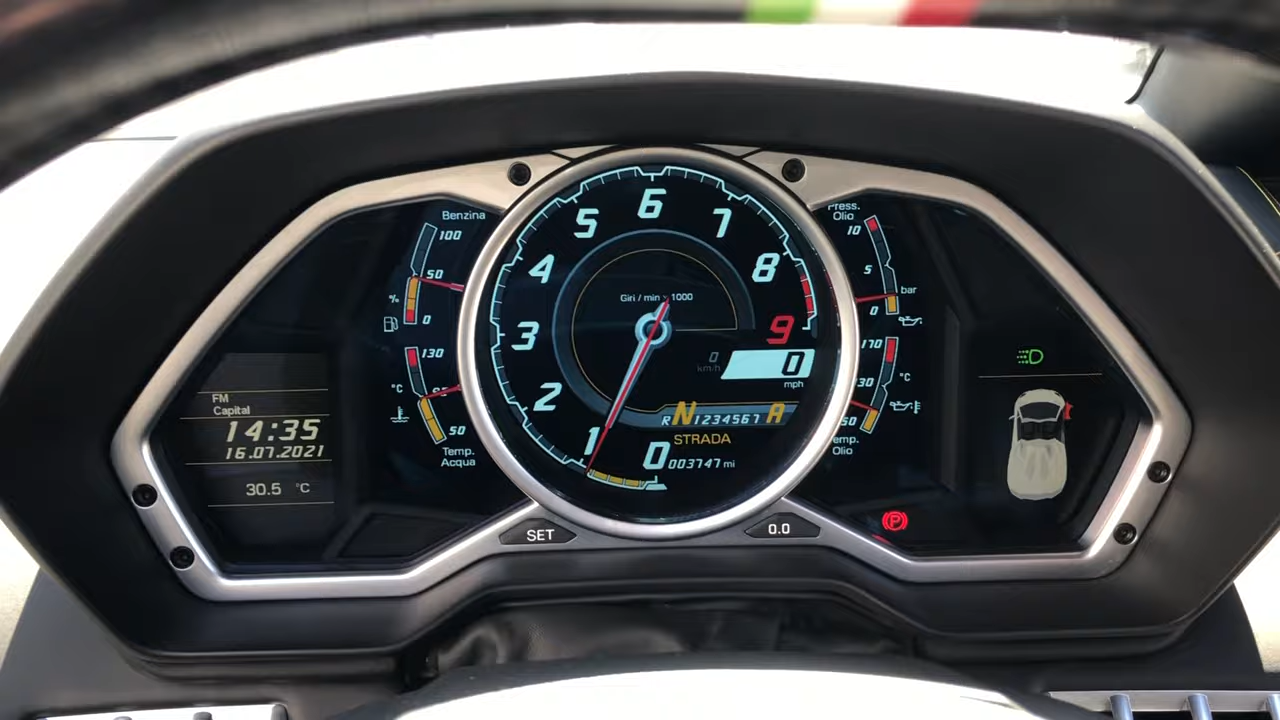 Benzina
100
50
%
0
130
°C
50
Temp.
Acqua
FM
Capital
14:35
16.07.2021
30.5 °C
6
5
7
4
8
3
9
2
1
0
Giri / min x 1000
0
km/h
0
mph
R N 1 2 3 4 5 6 7 A
STRADA
003747 mi
SET
0.0
Press.
Olio
10
5
bar
0
170
°C
130
50
Temp.
Olio
P